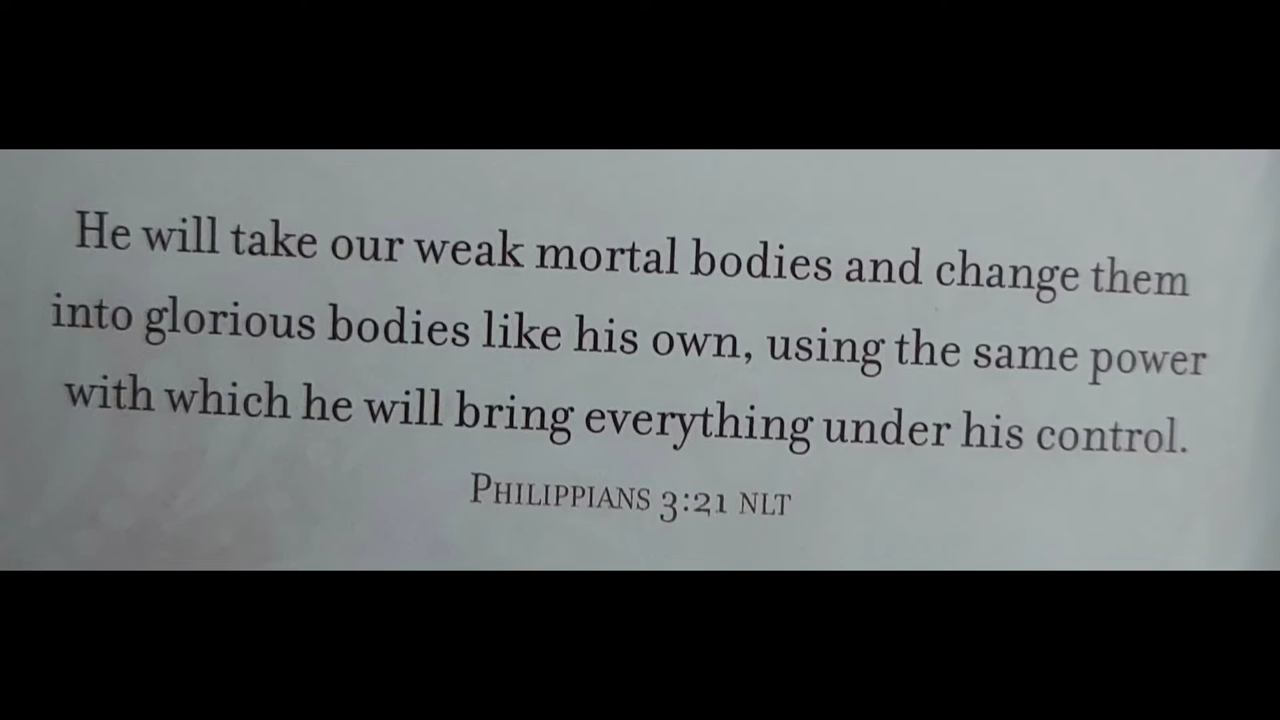 He will take our weak mortal bodies and change them
into glorious bodies like his own, using the same power
with which he will bring everything under his control.
PHILIPPIANS 3:21 NLT